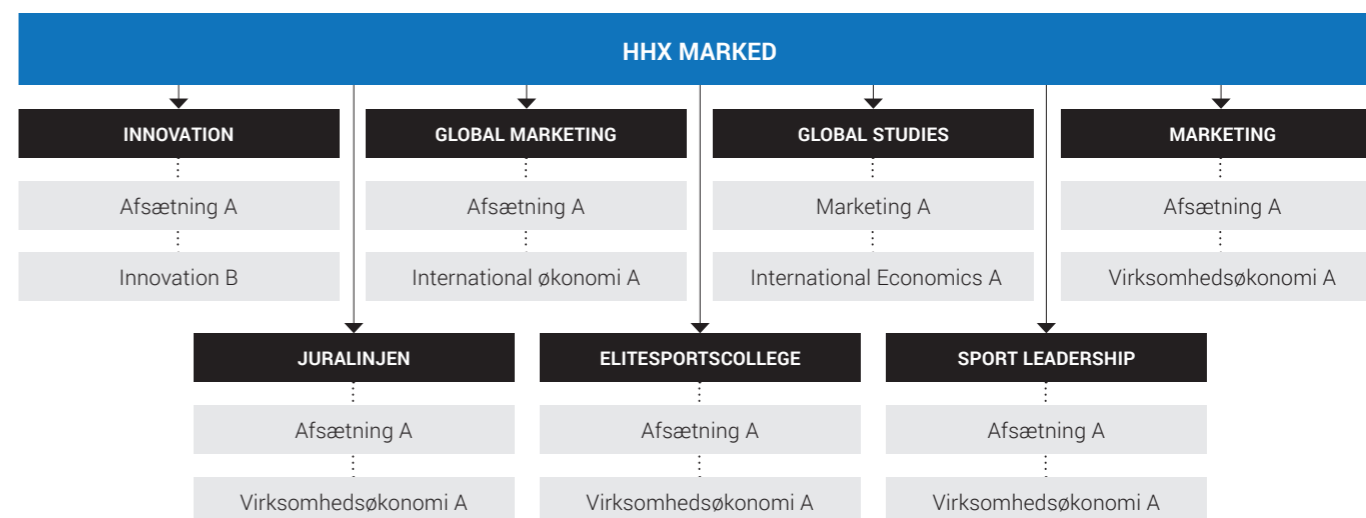 HHX MARKED
INNOVATION
Afsætning A
Innovation B
GLOBAL MARKETING
Afsætning A
International økonomi A
GLOBAL STUDIES
Marketing A
International Economics A
MARKETING
Afsætning A
Virksomhedsøkonomi A
JURALINJEN
Afsætning A
Virksomhedsøkonomi A
ELITESPORTSCOLLEGE
Afsætning A
Virksomhedsøkonomi A
SPORT LEADERSHIP
Afsætning A
Virksomhedsøkonomi A